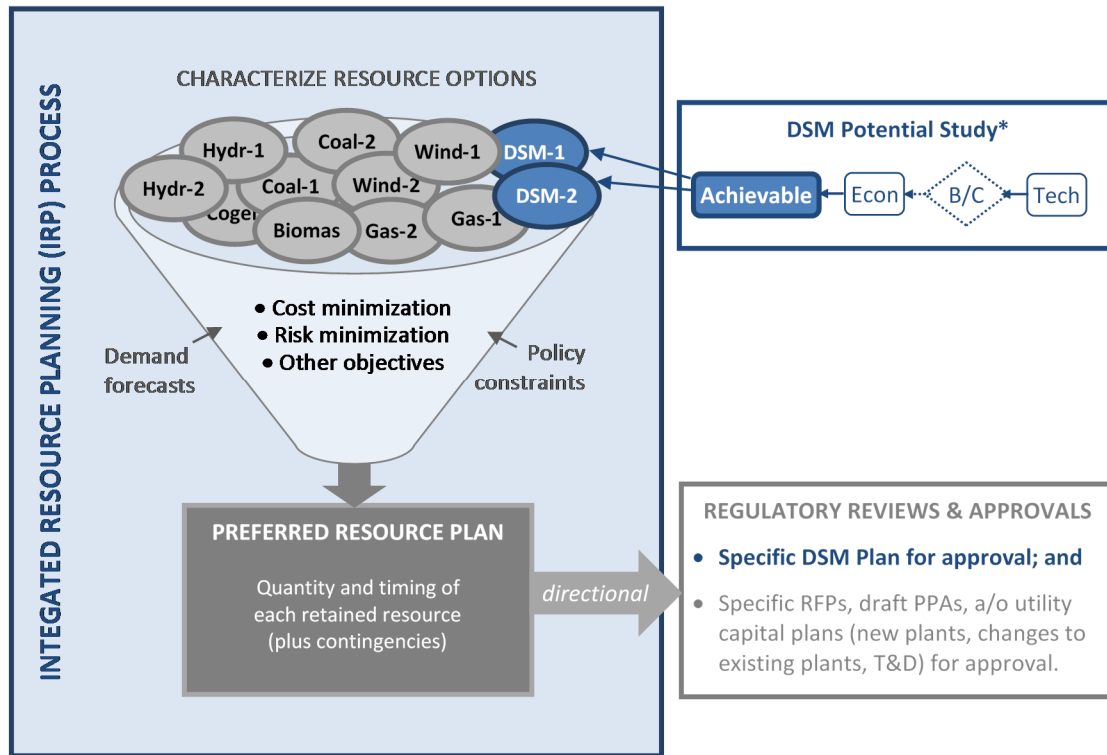 INTEGATED RESOURCE PLANNING (IRP) PROCESS
CHARACTERIZE RESOURCE OPTIONS
Hydr-1
Coal-2
Wind-1
DSM-1
Hydr-2
Coal-1
Wind-2
DSM-2
Coger
Biomas
Gas-2
Gas-1
• Cost minimization
• Risk minimization
• Other objectives
Demand
forecasts
Policy
constraints
PREFERRED RESOURCE PLAN
Quantity and timing of
each retained resource
(plus contingencies)
directional
DSM Potential Study*
Achievable
Econ
B/C
Tech
REGULATORY REVIEWS & APPROVALS
• Specific DSM Plan for approval; and
• Specific RFPs, draft PPAs, a/o utility
capital plans (new plants, changes to
existing plants, T&D) for approval.